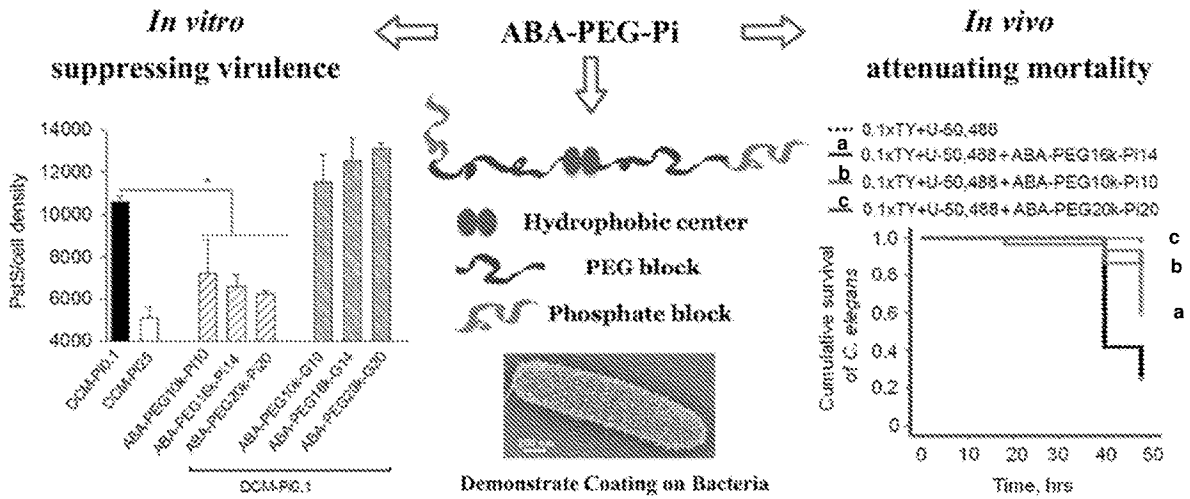 In vitro
suppressing virulence
ABA-PEG-Pi
In vivo
attenuating mortality
14000
12000
10000
8000
6000
4000
PstS/cell density
*
DCM-Pi0.1
DCM-Pi25
ABA-PEG10k-Pi10
ABA-PEG16k-Pi14
ABA-PEG20k-Pi20
ABA-PEG10k-G10
ABA-PEG16k-G14
ABA-PEG20k-G20
DCM-Pi0.1
Hydrophobic center
PEG block
Phosphate block
Demonstrate Coating on Bacteria
0.1xTY+U-50,488
a 0.1xTY+U-50,488+ABA-PEG16k-Pi14
b 0.1xTY+U-50,488+ABA-PEG10k-Pi10
c 0.1xTY+U-50,488+ABA-PEG20k-Pi20
Cumulative survival
of C. elegans
1.0
0.8
0.6
0.4
0.2
0
c
b
a
0 10 20 30 40 50
Time, hrs